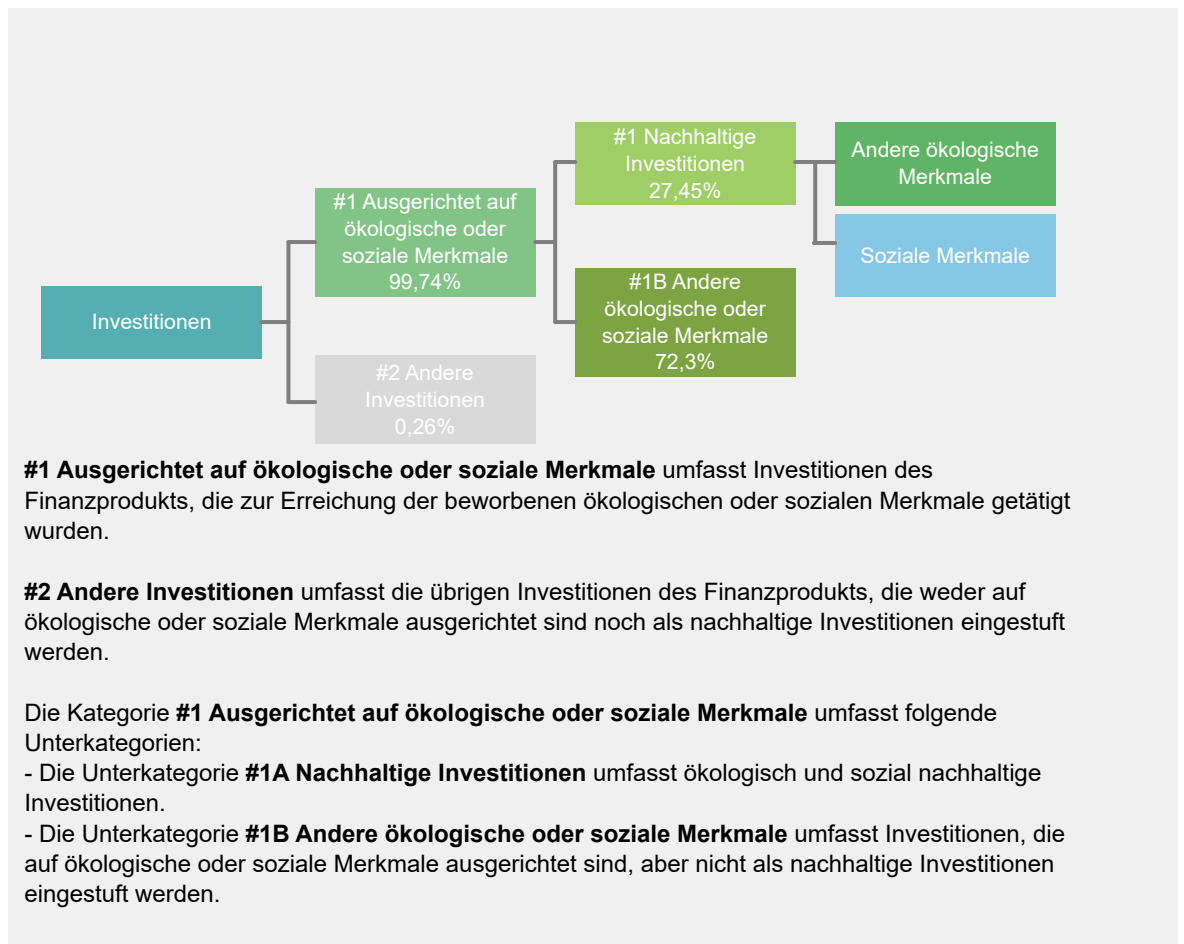 #1 Nachhaltige
Investitionen
27,45%
Andere ökologische
Merkmale
#1 Ausgerichtet auf
ökologische oder
soziale Merkmale
99,74%
Soziale Merkmale
#1B Andere
ökologische oder
soziale Merkmale
72,3%
Investitionen
#2 Andere
Investitionen
0,26%
#1 Ausgerichtet auf ökologische oder soziale Merkmale umfasst Investitionen des
Finanzprodukts, die zur Erreichung der beworbenen ökologischen oder sozialen Merkmale getätigt
wurden.
#2 Andere Investitionen umfasst die übrigen Investitionen des Finanzprodukts, die weder auf
ökologische oder soziale Merkmale ausgerichtet sind noch als nachhaltige Investitionen eingestuft
werden.
Die Kategorie #1 Ausgerichtet auf ökologische oder soziale Merkmale umfasst folgende
Unterkategorien:
- Die Unterkategorie #1A Nachhaltige Investitionen umfasst ökologisch und sozial nachhaltige
Investitionen.
- Die Unterkategorie #1B Andere ökologische oder soziale Merkmale umfasst Investitionen, die
auf ökologische oder soziale Merkmale ausgerichtet sind, aber nicht als nachhaltige Investitionen
eingestuft werden.